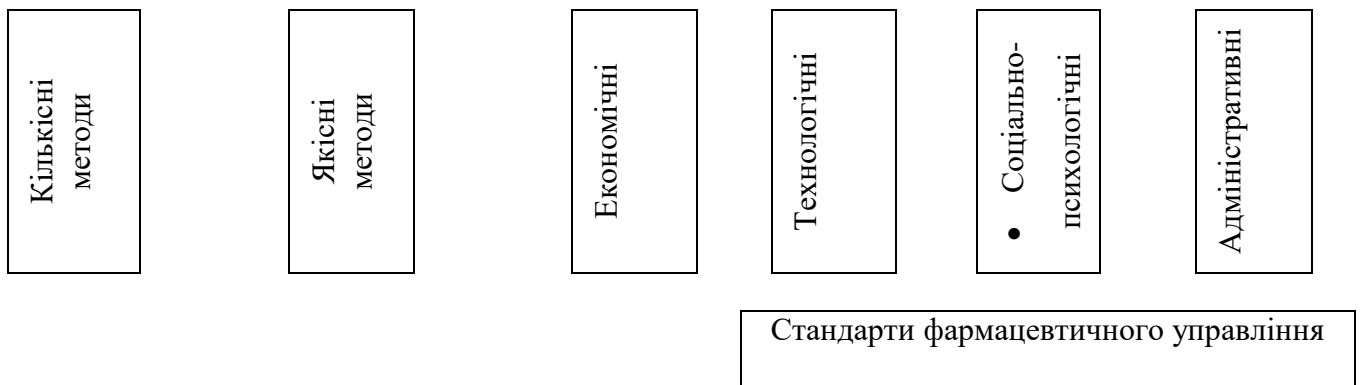 Кількісні
методи
Якісні
методи
Економічні
Технологічні
• Соціально-
психологічні
Адміністративні
Стандарти фармацевтичного управління